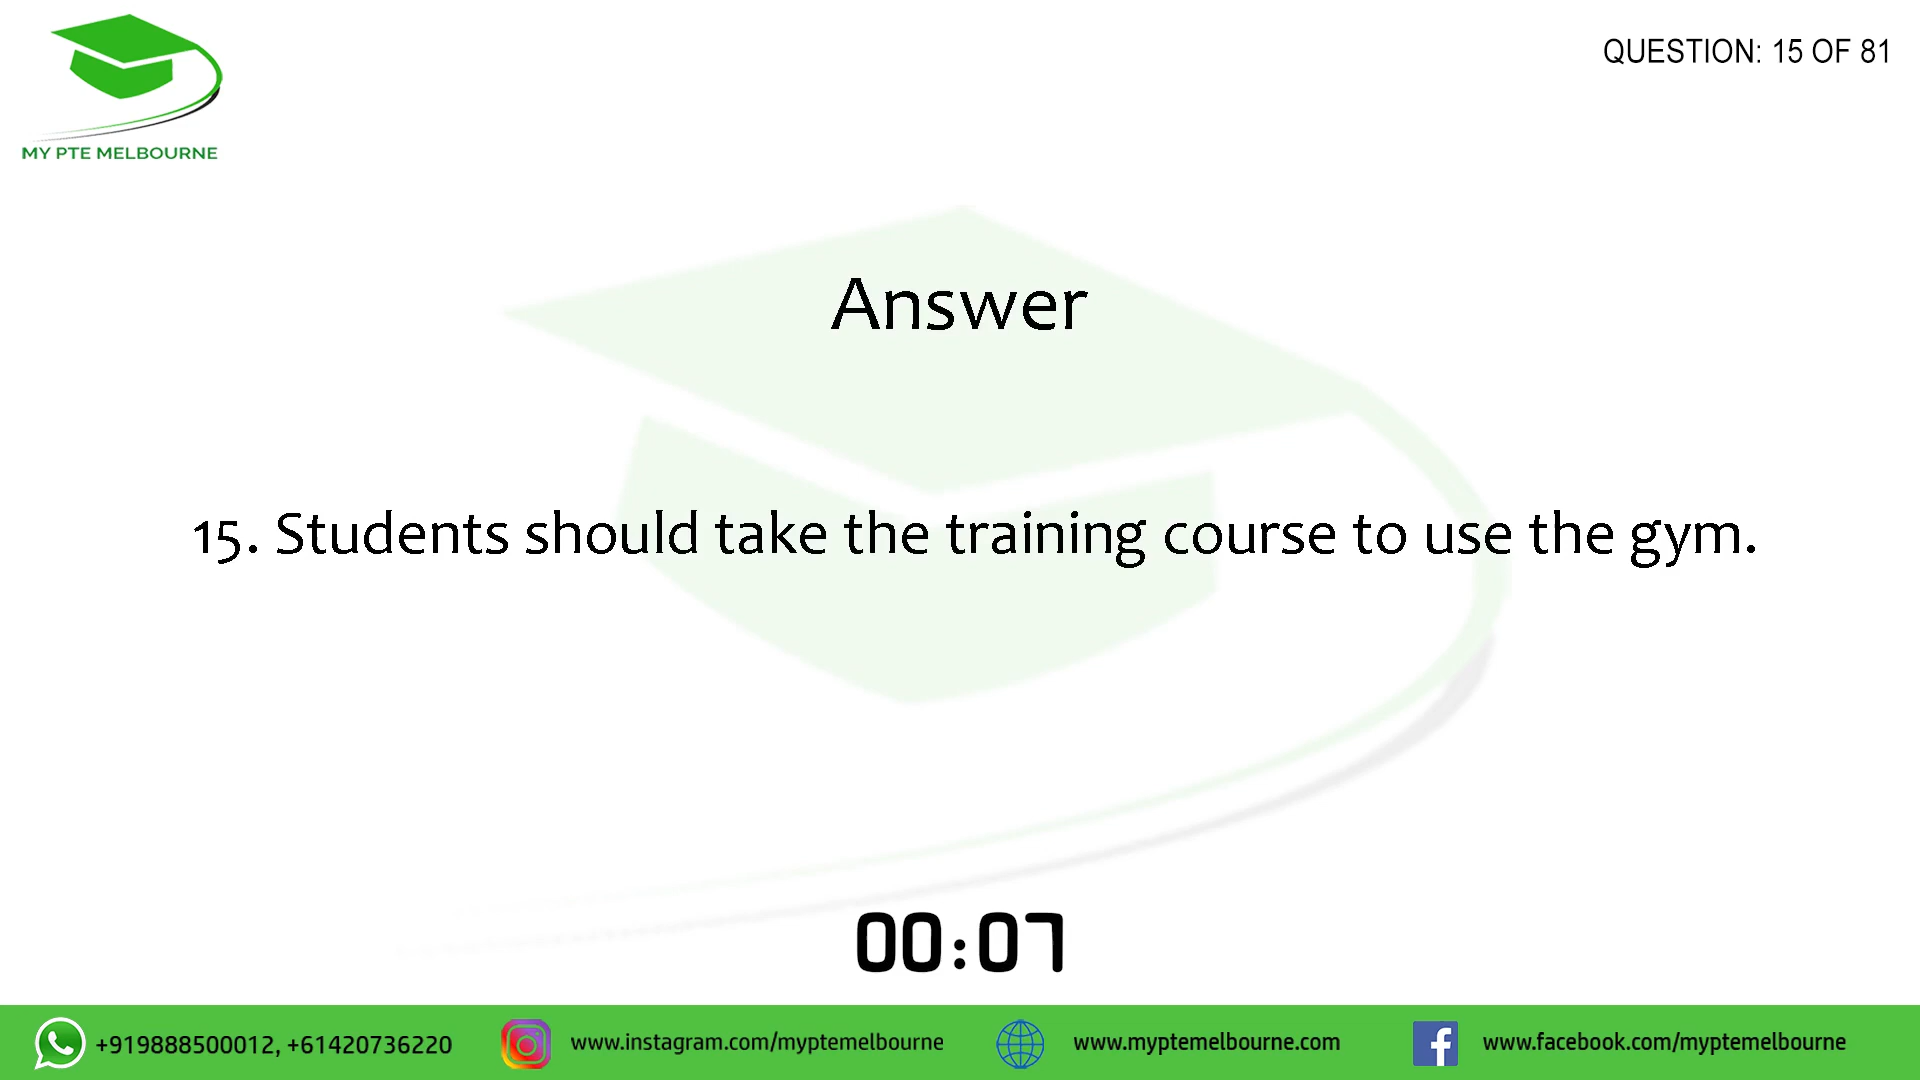 MY PTE MELBOURNE
QUESTION: 15 OF 81
Answer
15. Students should take the training course to use the gym.
00:07
+919888500012, +61420736220
www.instagram.com/myptemelbourne
www.myptemelbourne.com
www.facebook.com/myptemelbourne